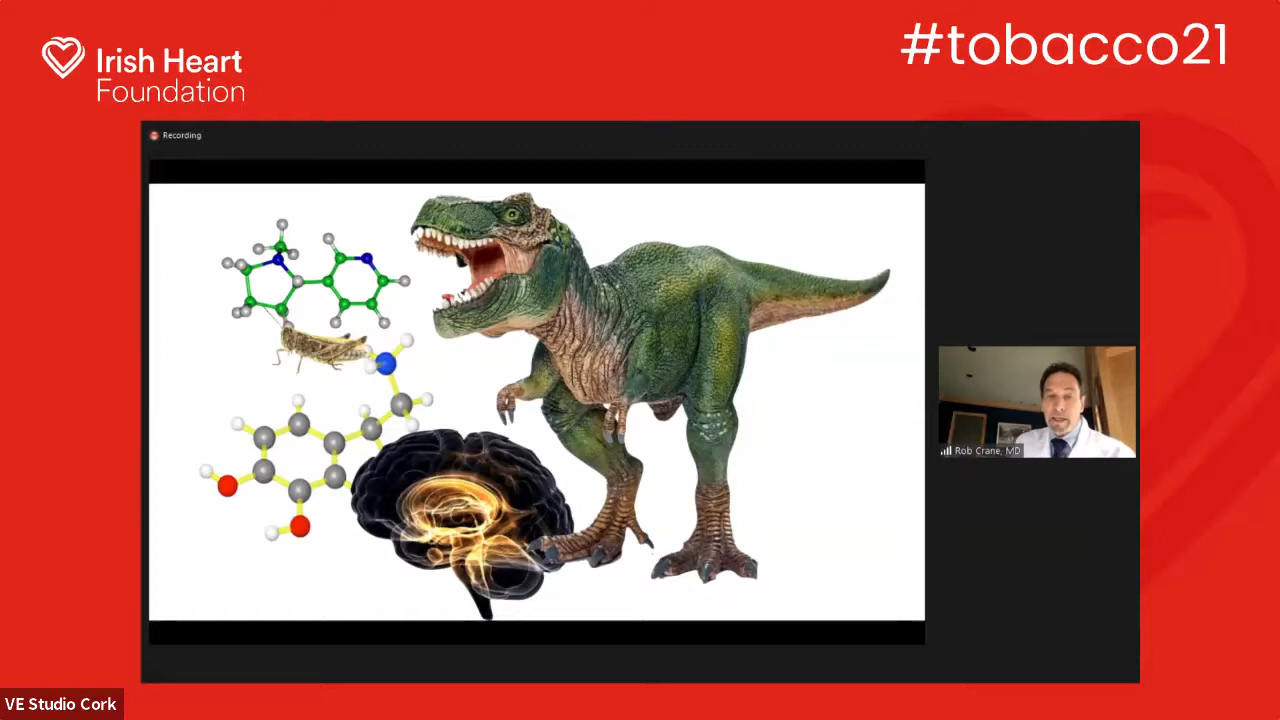 Irish Heart
Foundation
#tobacco21
Recording
Rob Crane, MD
VE Studio Cork